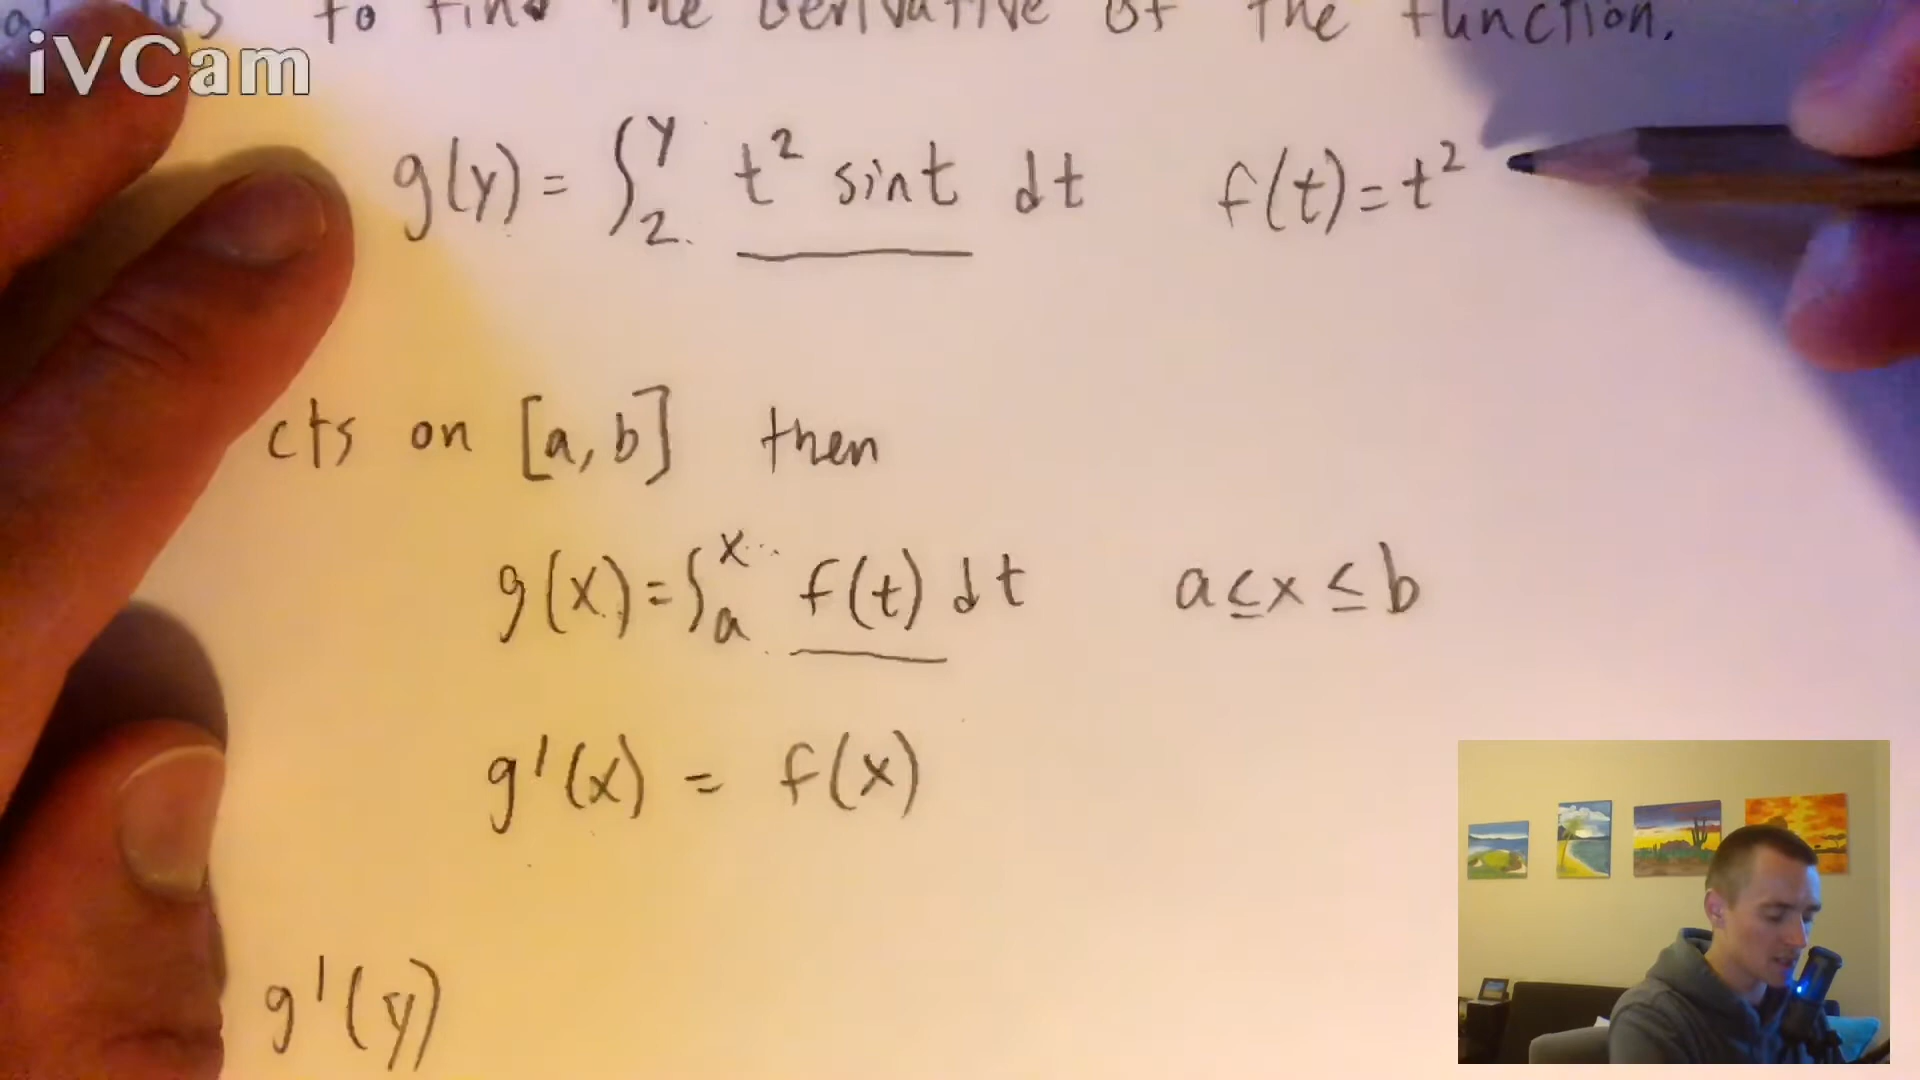 to find the derivative of the function.
iVCam
g(y) = ∫₂ʸ t² sin t dt f(t) = t²
cts on [a, b] then
g(x) = ∫ₐˣ f(t) dt a ≤ x ≤ b
g'(x) = f(x)
g'(y)